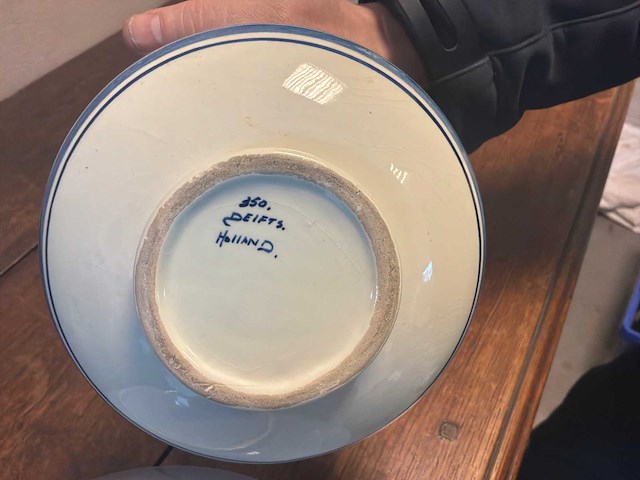 350.
DElFTs.
HollanD.